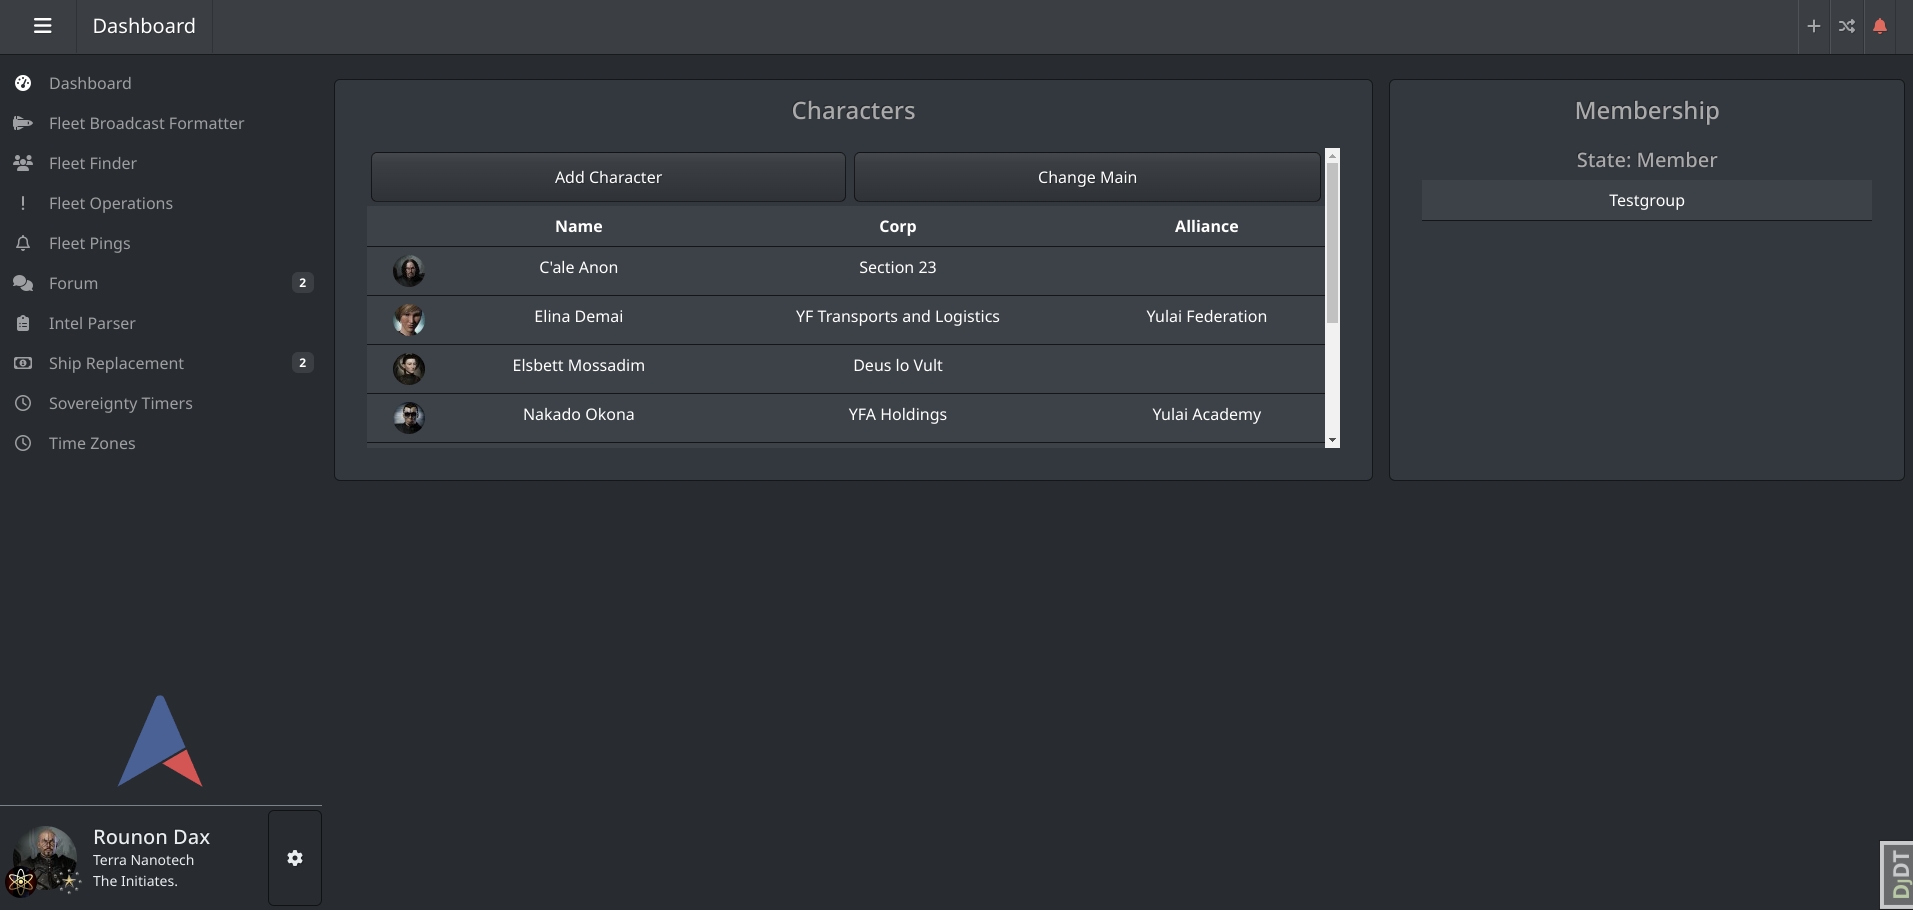 Dashboard
Dashboard
Fleet Broadcast Formatter
Fleet Finder
Fleet Operations
Fleet Pings
Forum 2
Intel Parser
Ship Replacement 2
Sovereignty Timers
Time Zones
Characters
Add Character Change Main
Name Corp Alliance
C'ale Anon Section 23
Elina Demai YF Transports and Logistics Yulai Federation
Elsbett Mossadim Deus lo Vult
Nakado Okona YFA Holdings Yulai Academy
Membership
State: Member
Testgroup
Rounon Dax
Terra Nanotech
The Initiates.
DjDT